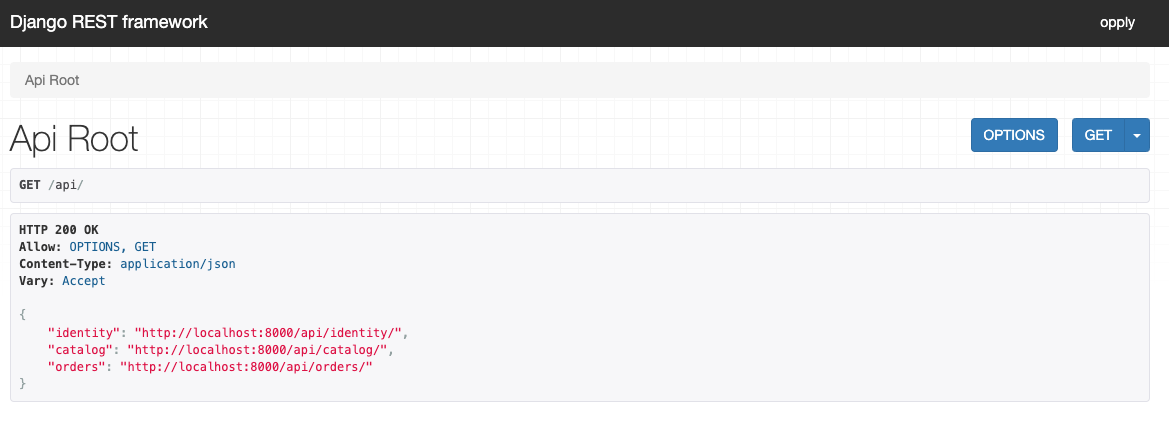 Django REST framework
opply
Api Root
Api Root
OPTIONS
GET
GET /api/
HTTP 200 OK
Allow: OPTIONS, GET
Content-Type: application/json
Vary: Accept
{
    "identity": "http://localhost:8000/api/identity/",
    "catalog": "http://localhost:8000/api/catalog/",
    "orders": "http://localhost:8000/api/orders/"
}